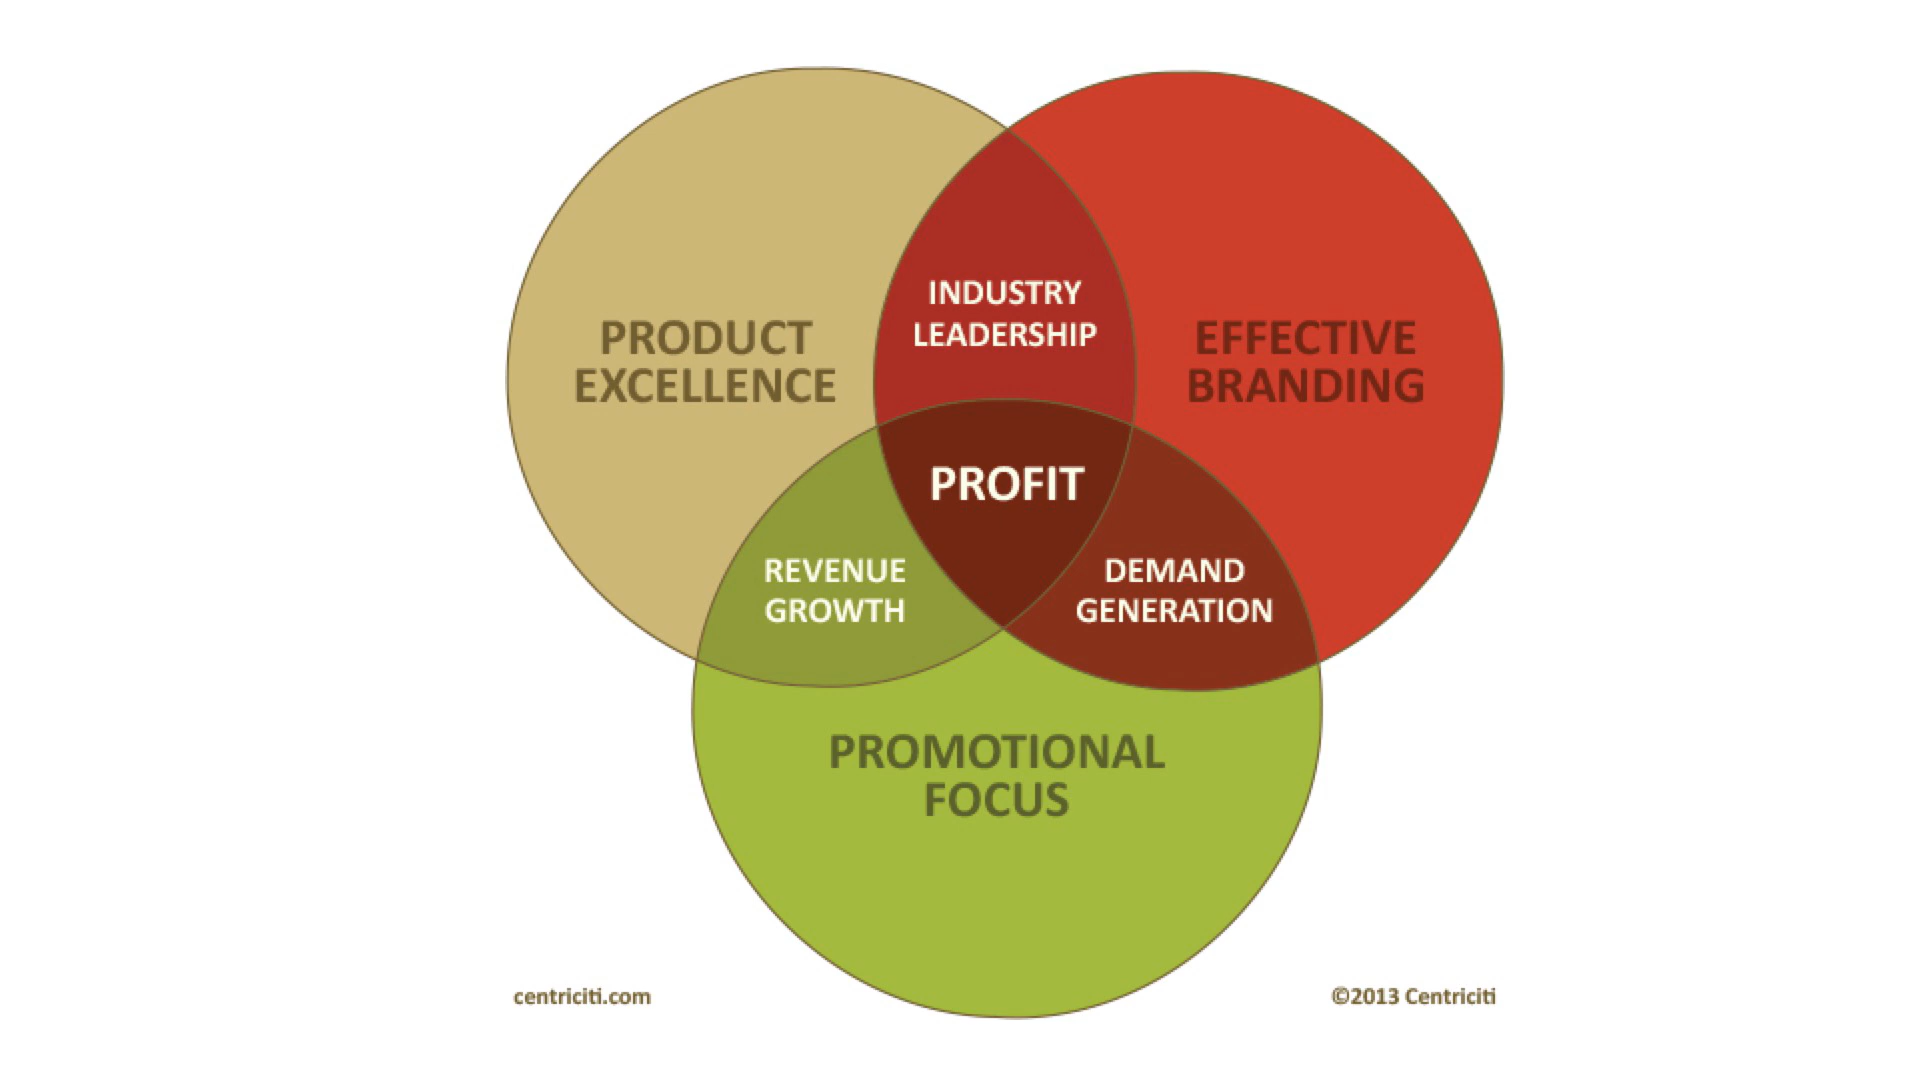 INDUSTRY
LEADERSHIP
PRODUCT
EXCELLENCE
EFFECTIVE
BRANDING
PROFIT
REVENUE
GROWTH
DEMAND
GENERATION
PROMOTIONAL
FOCUS
centriciti.com
©2013 Centriciti